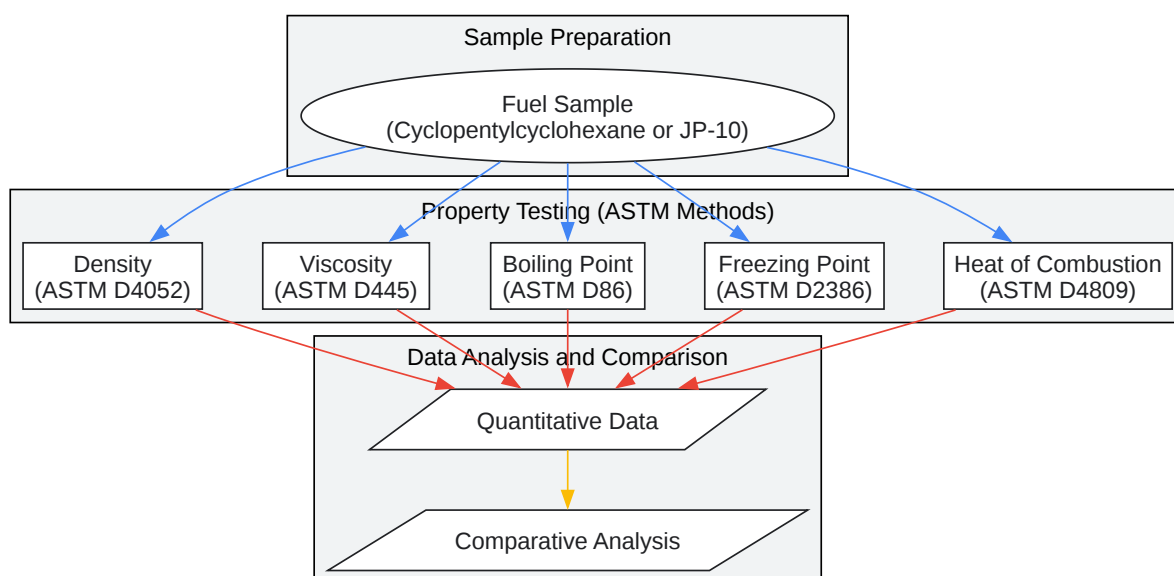 Sample Preparation
Fuel Sample
(Cyclopentylcyclohexane or JP-10)
Property Testing (ASTM Methods)
Density
(ASTM D4052)
Viscosity
(ASTM D445)
Boiling Point
(ASTM D86)
Freezing Point
(ASTM D2386)
Heat of Combustion
(ASTM D4809)
Data Analysis and Comparison
Quantitative Data
Comparative Analysis